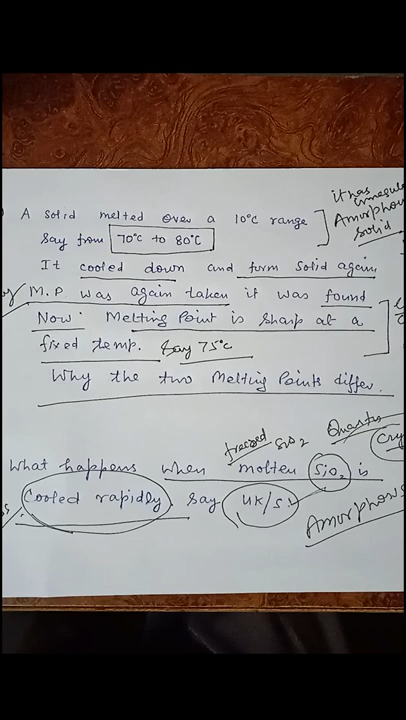 it has
Amorphous
solid
A solid melted over a 10°C range
Say from 70°C to 80°C
It cooled down and form solid again
M.P was again taken it was found
Now: Melting Point is sharp at a
fixed temp. Say 75°C
Why the two Melting Points differ.
Quartz
freezed SiO2
Cry
What happens when molten SiO2 is
Cooled rapidly. Say 4K/S.
Amorphous